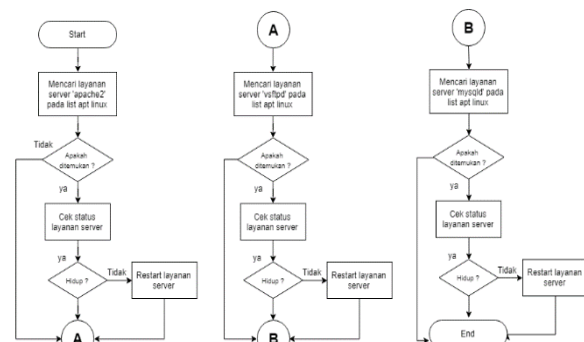 Start
Mencari layanan
server 'apache2'
pada list apt linux
Tidak
Apakah
ditemukan ?
ya
Cek status
layanan server
ya
Hidup ?
Tidak
Restart layanan
server
A
A
Mencari layanan
server 'vsftpd' pada
list apt linux
Apakah
ditemukan ?
ya
Cek status
layanan server
ya
Hidup ?
Tidak
Restart layanan
server
B
B
Mencari layanan
server 'mysqld' pada
list apt linux
Apakah
ditemukan ?
ya
Cek status
layanan server
ya
Hidup ?
Tidak
Restart layanan
server
End